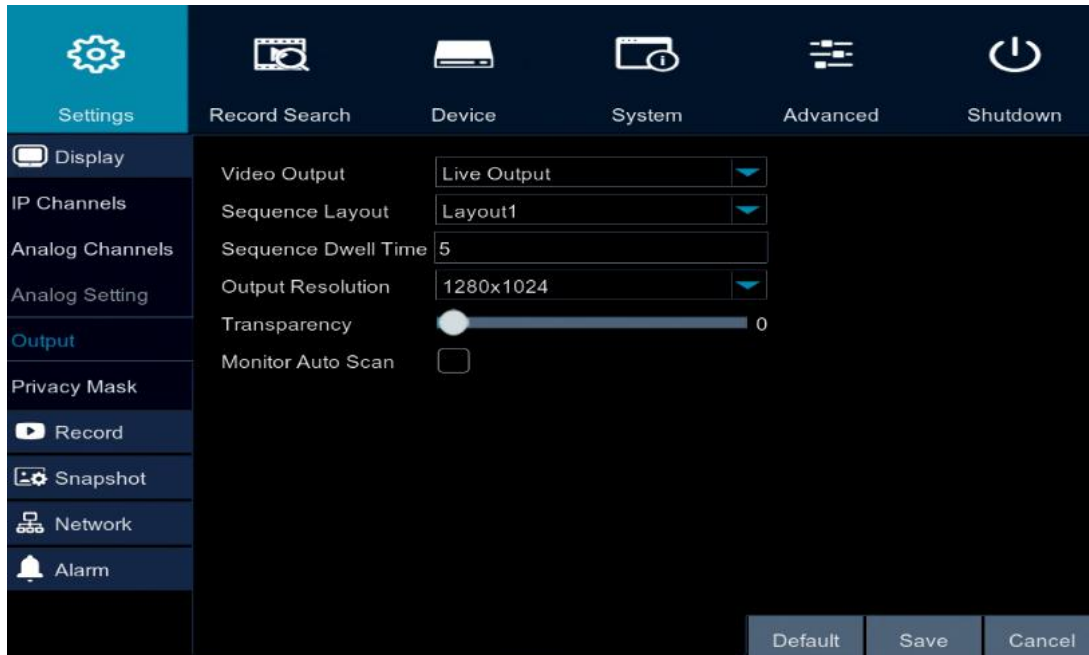 Settings
Record Search
Device
System
Advanced
Shutdown
Display
IP Channels
Analog Channels
Analog Setting
Output
Privacy Mask
Record
Snapshot
Network
Alarm
Video Output Live Output
Sequence Layout Layout1
Sequence Dwell Time 5
Output Resolution 1280x1024
Transparency 0
Monitor Auto Scan
Default
Save
Cancel